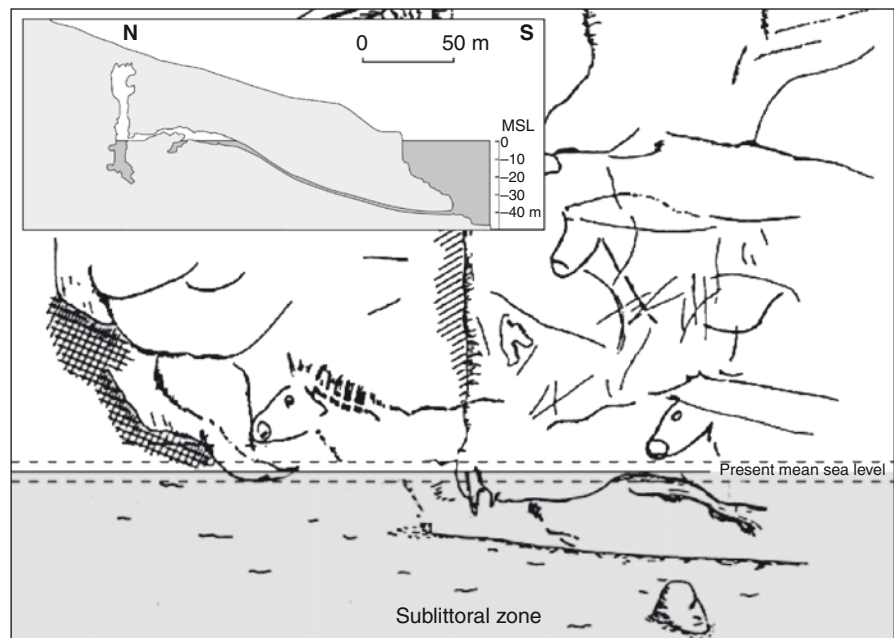 N
S
0 50 m
MSL
0
–10
–20
–30
–40 m
Present mean sea level
Sublittoral zone